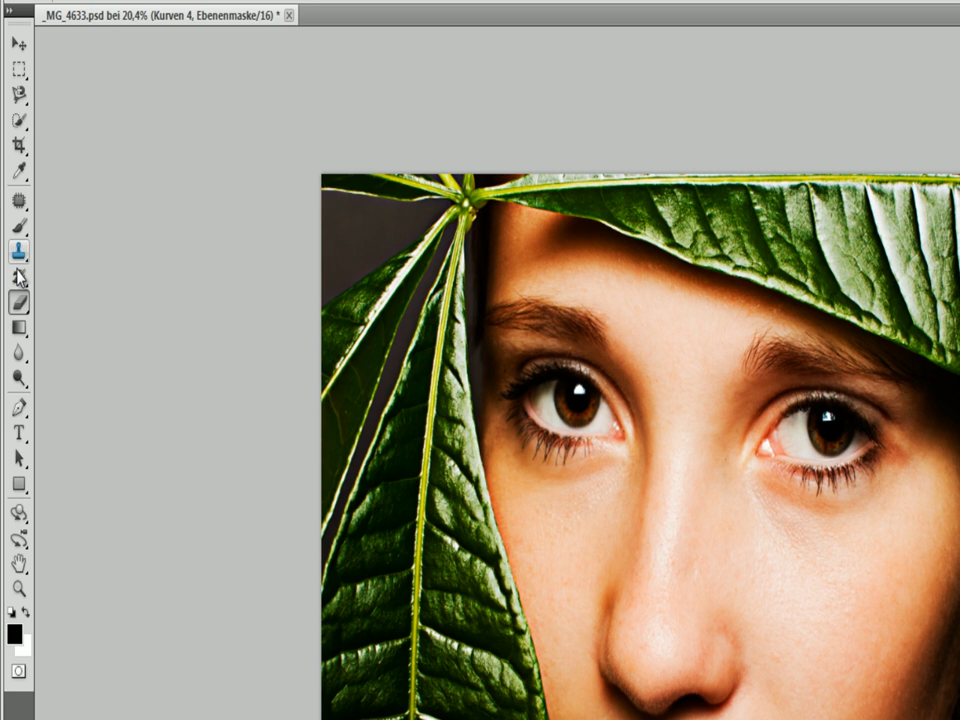 _MG_4633.psd bei 20,4% (Kurven 4, Ebenenmaske/16) *
T